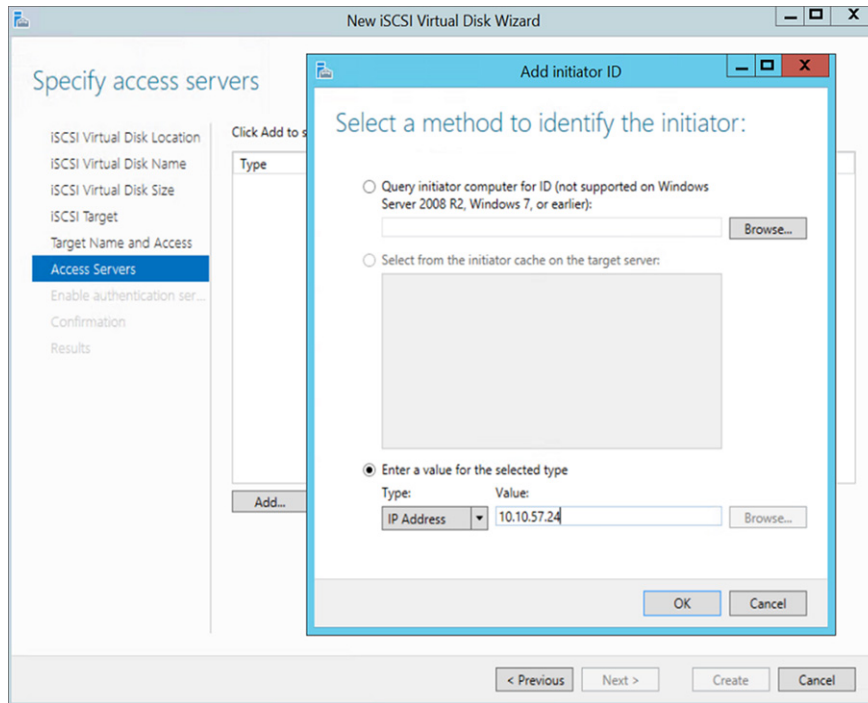 New iSCSI Virtual Disk Wizard
Specify access servers
iSCSI Virtual Disk Location
iSCSI Virtual Disk Name
iSCSI Virtual Disk Size
iSCSI Target
Target Name and Access
Access Servers
Enable authentication ser...
Confirmation
Results
Click Add to s
Type
Add...
Add initiator ID
Select a method to identify the initiator:
Query initiator computer for ID (not supported on Windows
Server 2008 R2, Windows 7, or earlier):
Browse...
Select from the initiator cache on the target server:
Enter a value for the selected type
Type: Value:
IP Address 10.10.57.24 Browse...
OK Cancel
< Previous Next > Create Cancel